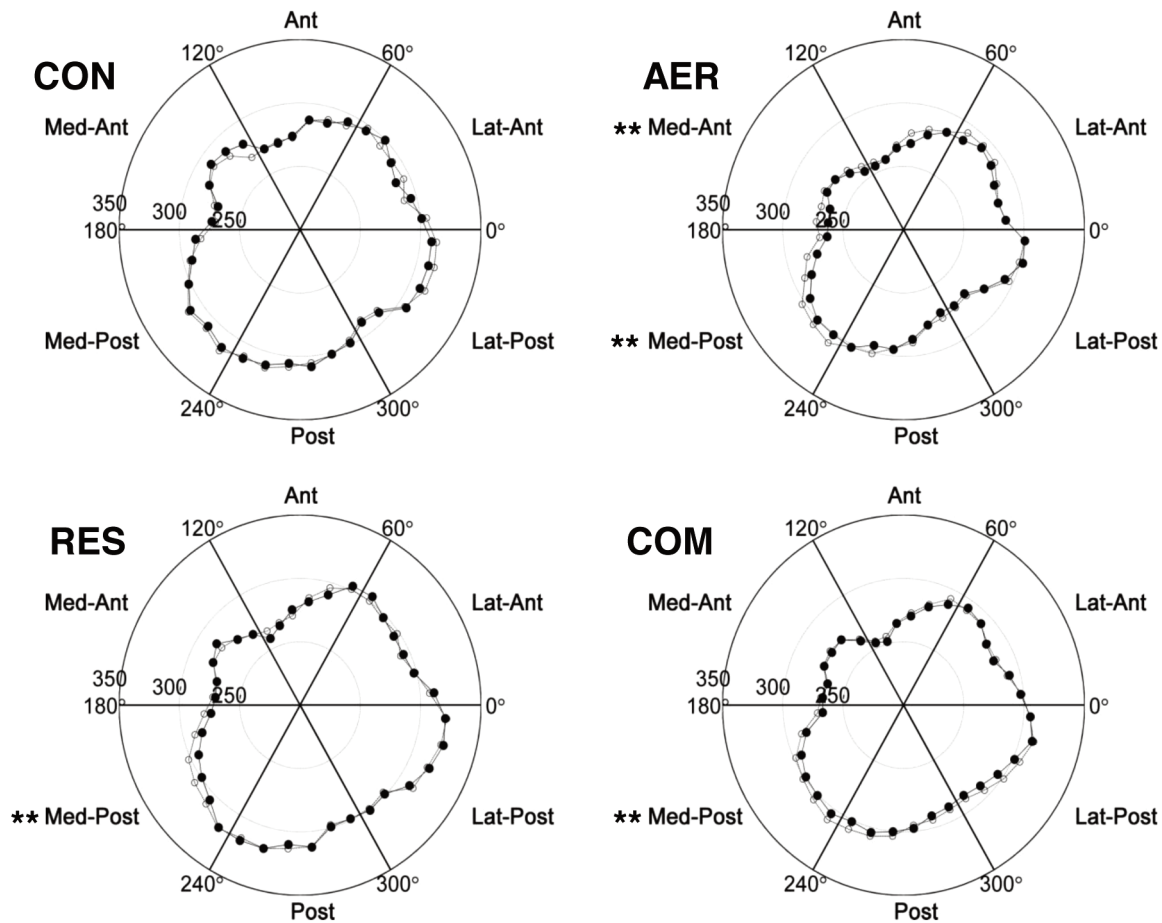 Ant
120° 60°
CON
Med-Ant Lat-Ant
350 300 250
180° 0°
Med-Post Lat-Post
240° 300°
Post
Ant
120° 60°
AER
** Med-Ant Lat-Ant
350 300 250
180° 0°
** Med-Post Lat-Post
240° 300°
Post
Ant
120° 60°
RES
Med-Ant Lat-Ant
350 300 250
180° 0°
** Med-Post Lat-Post
240° 300°
Post
Ant
120° 60°
COM
Med-Ant Lat-Ant
350 300 250
180° 0°
** Med-Post Lat-Post
240° 300°
Post